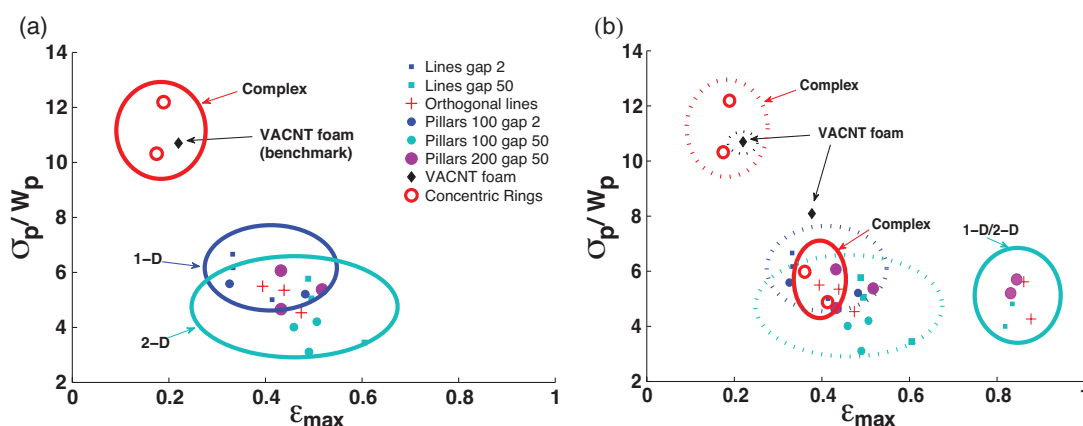 (a)
14
12
10
8
6
4
2
0
0.2
0.4
0.6
0.8
1
σp/Wp
εmax
Complex
VACNT foam
(benchmark)
1–D
2–D
Lines gap 2
Lines gap 50
Orthogonal lines
Pillars 100 gap 2
Pillars 100 gap 50
Pillars 200 gap 50
VACNT foam
Concentric Rings
(b)
14
12
10
8
6
4
2
0
0.2
0.4
0.6
0.8
1
σp/Wp
εmax
Complex
VACNT foam
Complex
1–D/2–D